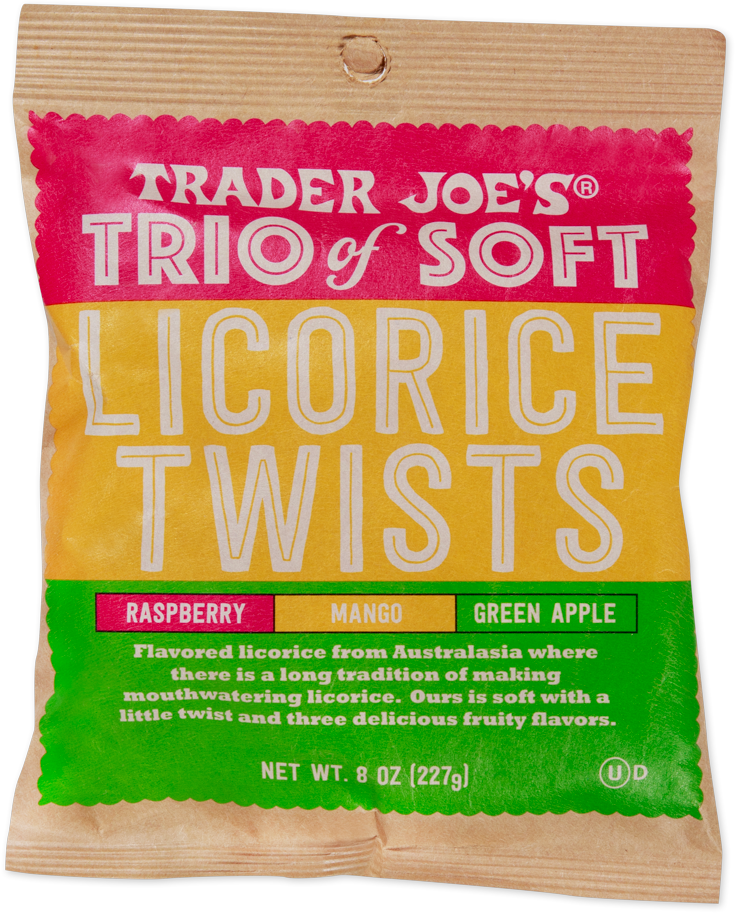 TRADER JOE'S®
TRIO of SOFT
LICORICE
TWISTS
RASPBERRY MANGO GREEN APPLE
Flavored licorice from Australasia where
there is a long tradition of making
mouthwatering licorice. Ours is soft with a
little twist and three delicious fruity flavors.
NET WT. 8 OZ (227g)
Ⓤ D